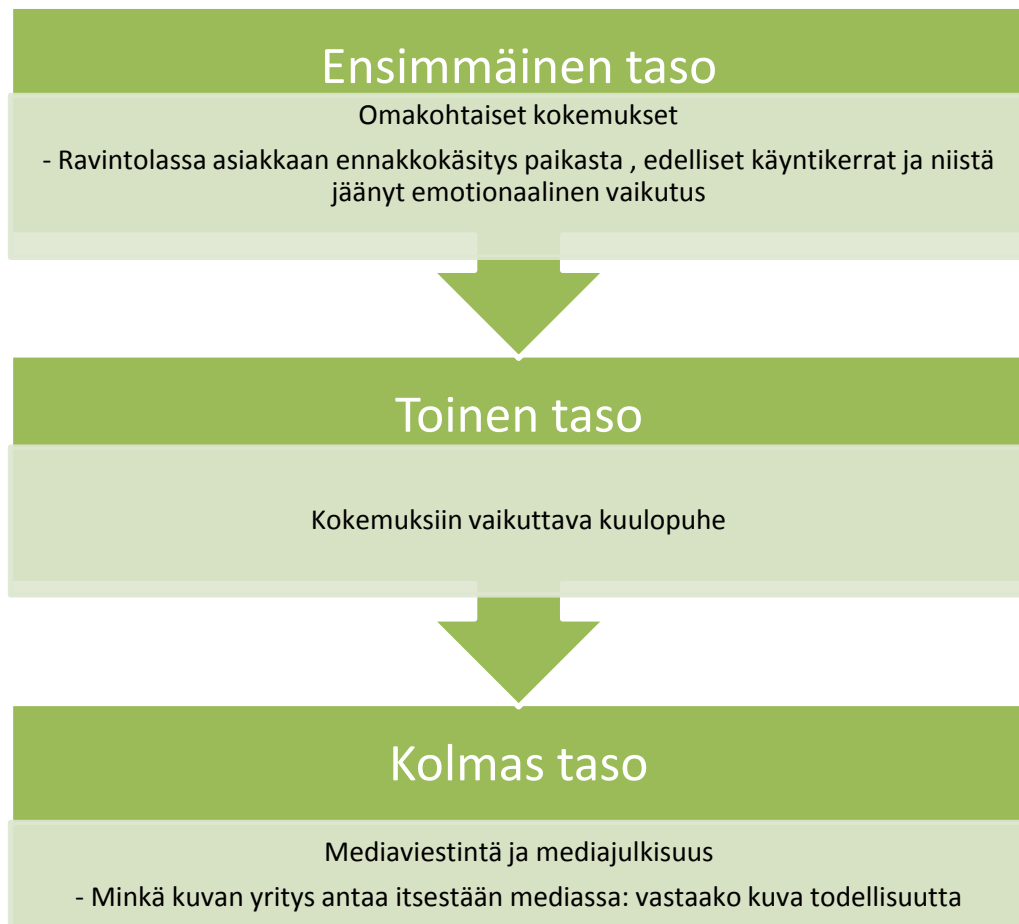 Ensimmäinen taso
Omakohtaiset kokemukset
- Ravintolassa asiakkaan ennakkokäsitys paikasta , edelliset käyntikerrat ja niistä
jäänyt emotionaalinen vaikutus
Toinen taso
Kokemuksiin vaikuttava kuulopuhe
Kolmas taso
Mediaviestintä ja mediajulkisuus
- Minkä kuvan yritys antaa itsestään mediassa: vastaako kuva todellisuutta